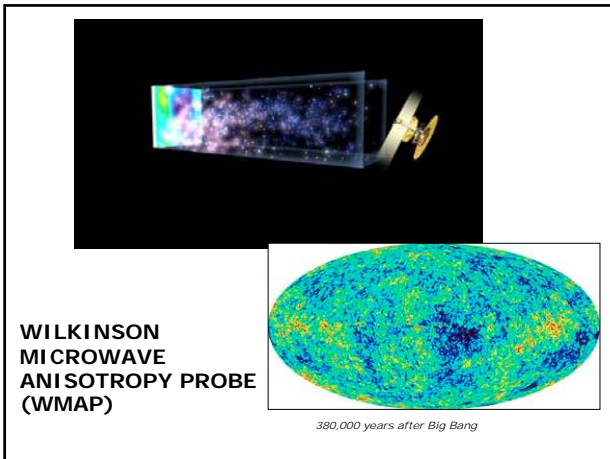 WILKINSON
MICROWAVE
ANISOTROPY PROBE
(WMAP)
380,000 years after Big Bang